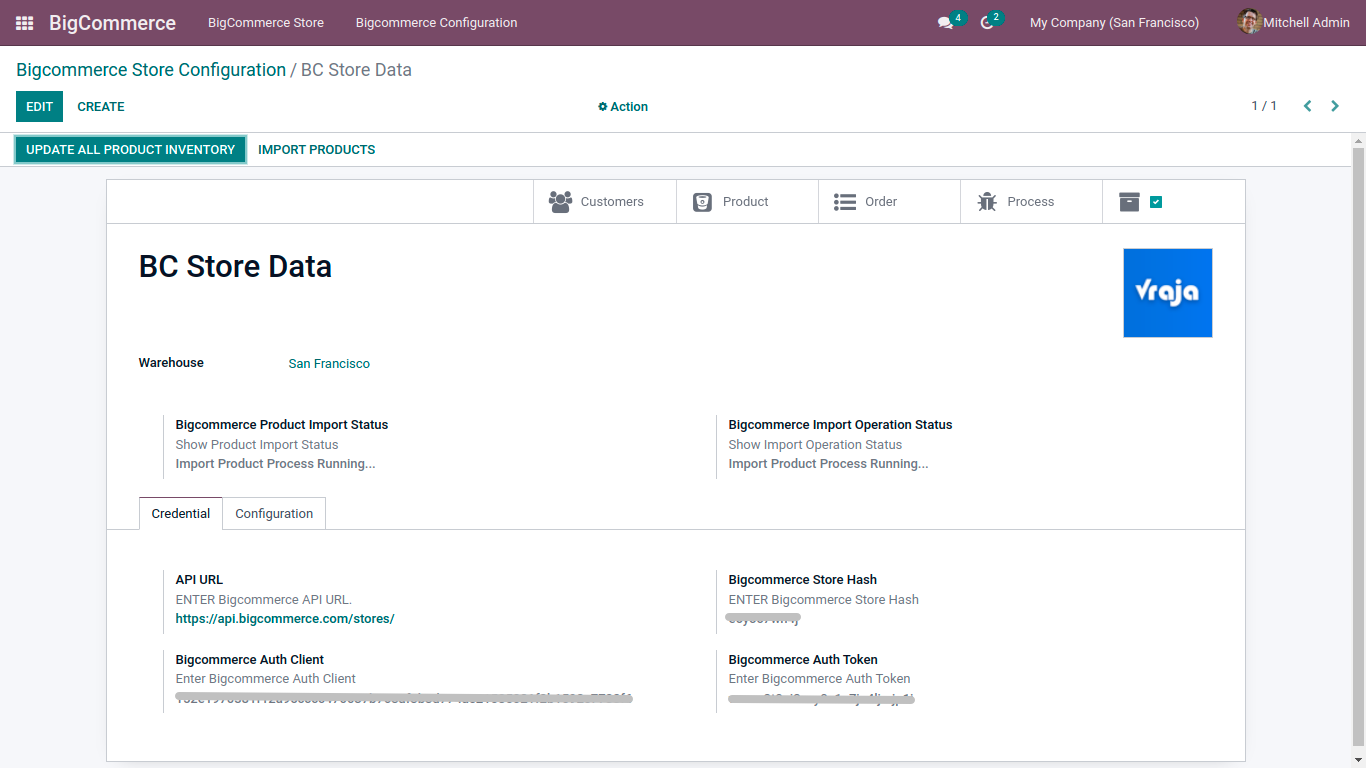 BigCommerce BigCommerce Store Bigcommerce Configuration 4 2 My Company (San Francisco) Mitchell Admin
Bigcommerce Store Configuration / BC Store Data
EDIT CREATE Action 1 / 1
UPDATE ALL PRODUCT INVENTORY IMPORT PRODUCTS
Customers Product Order Process
BC Store Data
vraja
Warehouse San Francisco
Bigcommerce Product Import Status Bigcommerce Import Operation Status
Show Product Import Status Show Import Operation Status
Import Product Process Running... Import Product Process Running...
Credential Configuration
API URL Bigcommerce Store Hash
ENTER Bigcommerce API URL. ENTER Bigcommerce Store Hash
https://api.bigcommerce.com/stores/
Bigcommerce Auth Client Bigcommerce Auth Token
Enter Bigcommerce Auth Client Enter Bigcommerce Auth Token